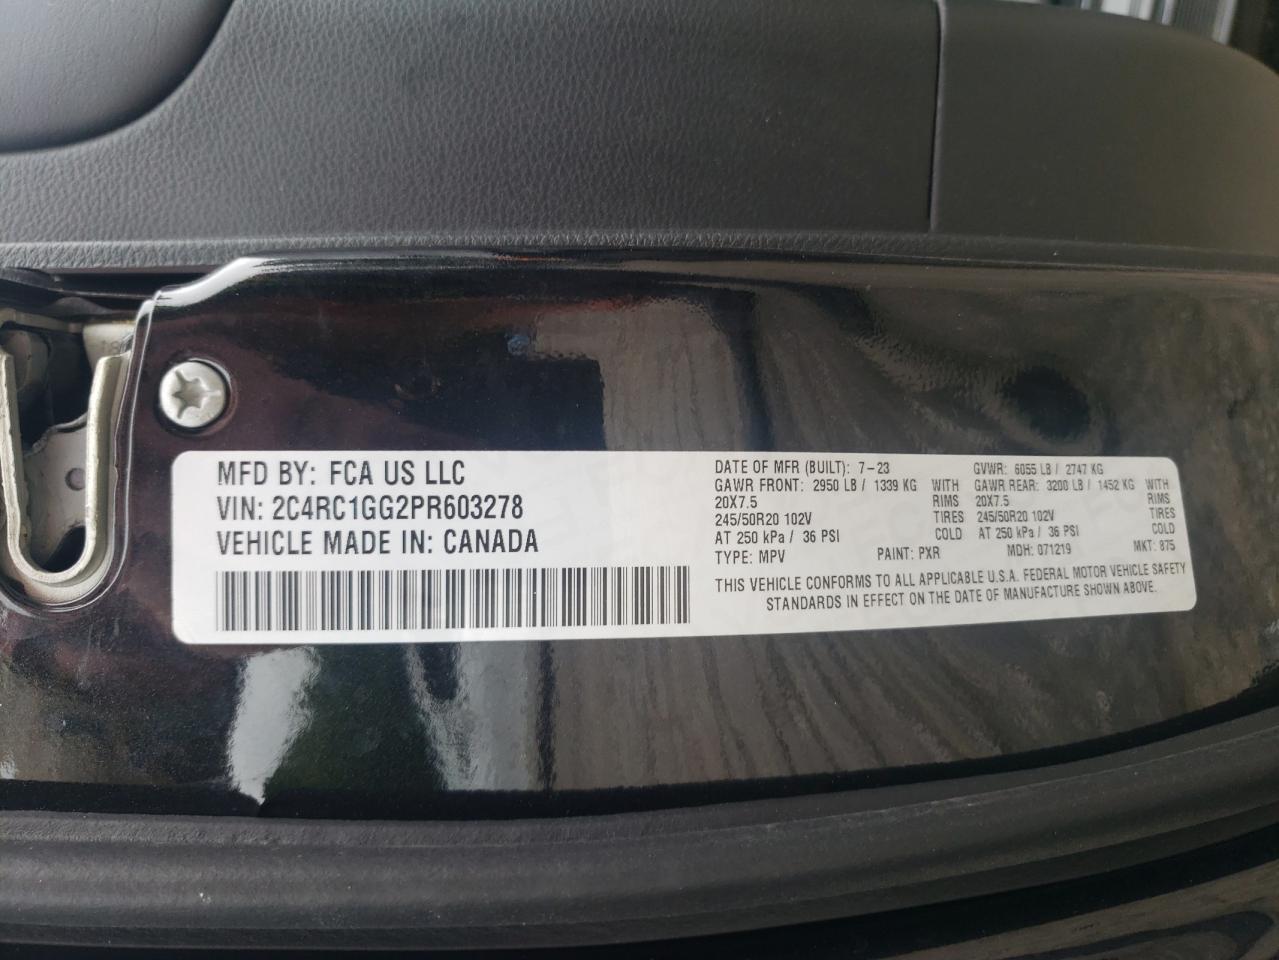 MFD BY: FCA US LLC
VIN: 2C4RC1GG2PR603278
VEHICLE MADE IN: CANADA
DATE OF MFR (BUILT): 7-23 GVWR: 6055 LB / 2747 KG
GAWR FRONT: 2950 LB / 1339 KG WITH GAWR REAR: 3200 LB / 1452 KG WITH
20X7.5 RIMS 20X7.5 RIMS
245/50R20 102V TIRES 245/50R20 102V TIRES
AT 250 kPa / 36 PSI COLD AT 250 kPa / 36 PSI COLD
TYPE: MPV PAINT: PXR MDH: 071219 MKT: 875
THIS VEHICLE CONFORMS TO ALL APPLICABLE U.S.A. FEDERAL MOTOR VEHICLE SAFETY
STANDARDS IN EFFECT ON THE DATE OF MANUFACTURE SHOWN ABOVE.